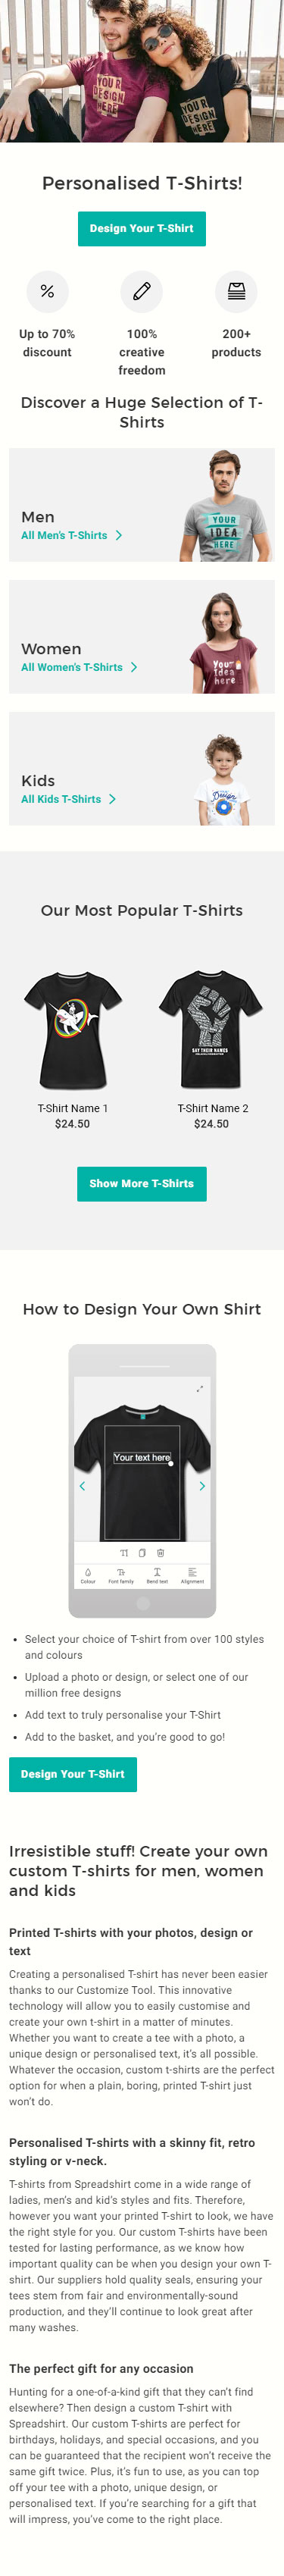 YOUR
DESIGN
HERE
YOUR
DESIGN
HERE
Personalised T-Shirts!
Design Your T-Shirt
%
Up to 70%
discount
100%
creative
freedom
200+
products
Discover a Huge Selection of T-
Shirts
Men
All Men's T-Shirts
YOUR
IDEA
HERE
Women
All Women's T-Shirts
Your
Idea
here
Kids
All Kids T-Shirts
Design
Our Most Popular T-Shirts
SAY THEIR NAMES
T-Shirt Name 1
$24.50
T-Shirt Name 2
$24.50
Show More T-Shirts
How to Design Your Own Shirt
Your text here
Colour
Font family
Bend text
Alignment
• Select your choice of T-shirt from over 100 styles
and colours
• Upload a photo or design, or select one of our
million free designs
• Add text to truly personalise your T-Shirt
• Add to the basket, and you're good to go!
Design Your T-Shirt
Irresistible stuff! Create your own
custom T-shirts for men, women
and kids
Printed T-shirts with your photos, design or
text
Creating a personalised T-shirt has never been easier
thanks to our Customize Tool. This innovative
technology will allow you to easily customise and
create your own t-shirt in a matter of minutes.
Whether you want to create a tee with a photo, a
unique design or personalised text, it's all possible.
Whatever the occasion, custom t-shirts are the perfect
option for when a plain, boring, printed T-shirt just
won't do.
Personalised T-shirts with a skinny fit, retro
styling or v-neck.
T-shirts from Spreadshirt come in a wide range of
ladies, men's and kid's styles and fits. Therefore,
however you want your printed T-shirt to look, we have
the right style for you. Our custom T-shirts have been
tested for lasting performance, as we know how
important quality can be when you design your own T-
shirt. Our suppliers hold quality seals, ensuring your
tees stem from fair and environmentally-sound
production, and they'll continue to look great after
many washes.
The perfect gift for any occasion
Hunting for a one-of-a-kind gift that they can't find
elsewhere? Then design a custom T-shirt with
Spreadshirt. Our custom T-shirts are perfect for
birthdays, holidays, and special occasions, and you
can be guaranteed that the recipient won't receive the
same gift twice. Plus, it's fun to use, as you can top
off your tee with a photo, unique design, or
personalised text. If you're searching for a gift that
will impress, you've come to the right place.